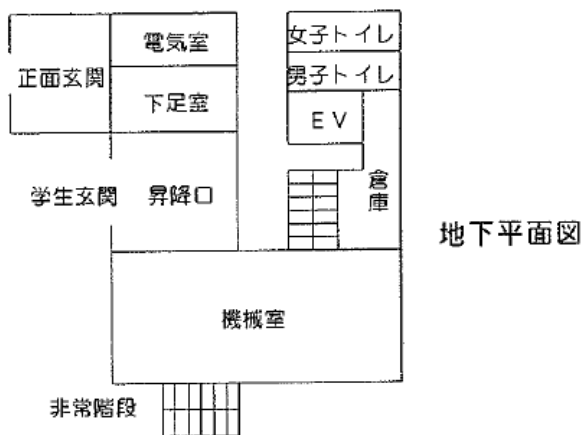 電気室
女子トイレ
正面玄関
男子トイレ
下足室
EV
学生玄関
昇降口
倉庫
地下平面図
機械室
非常階段